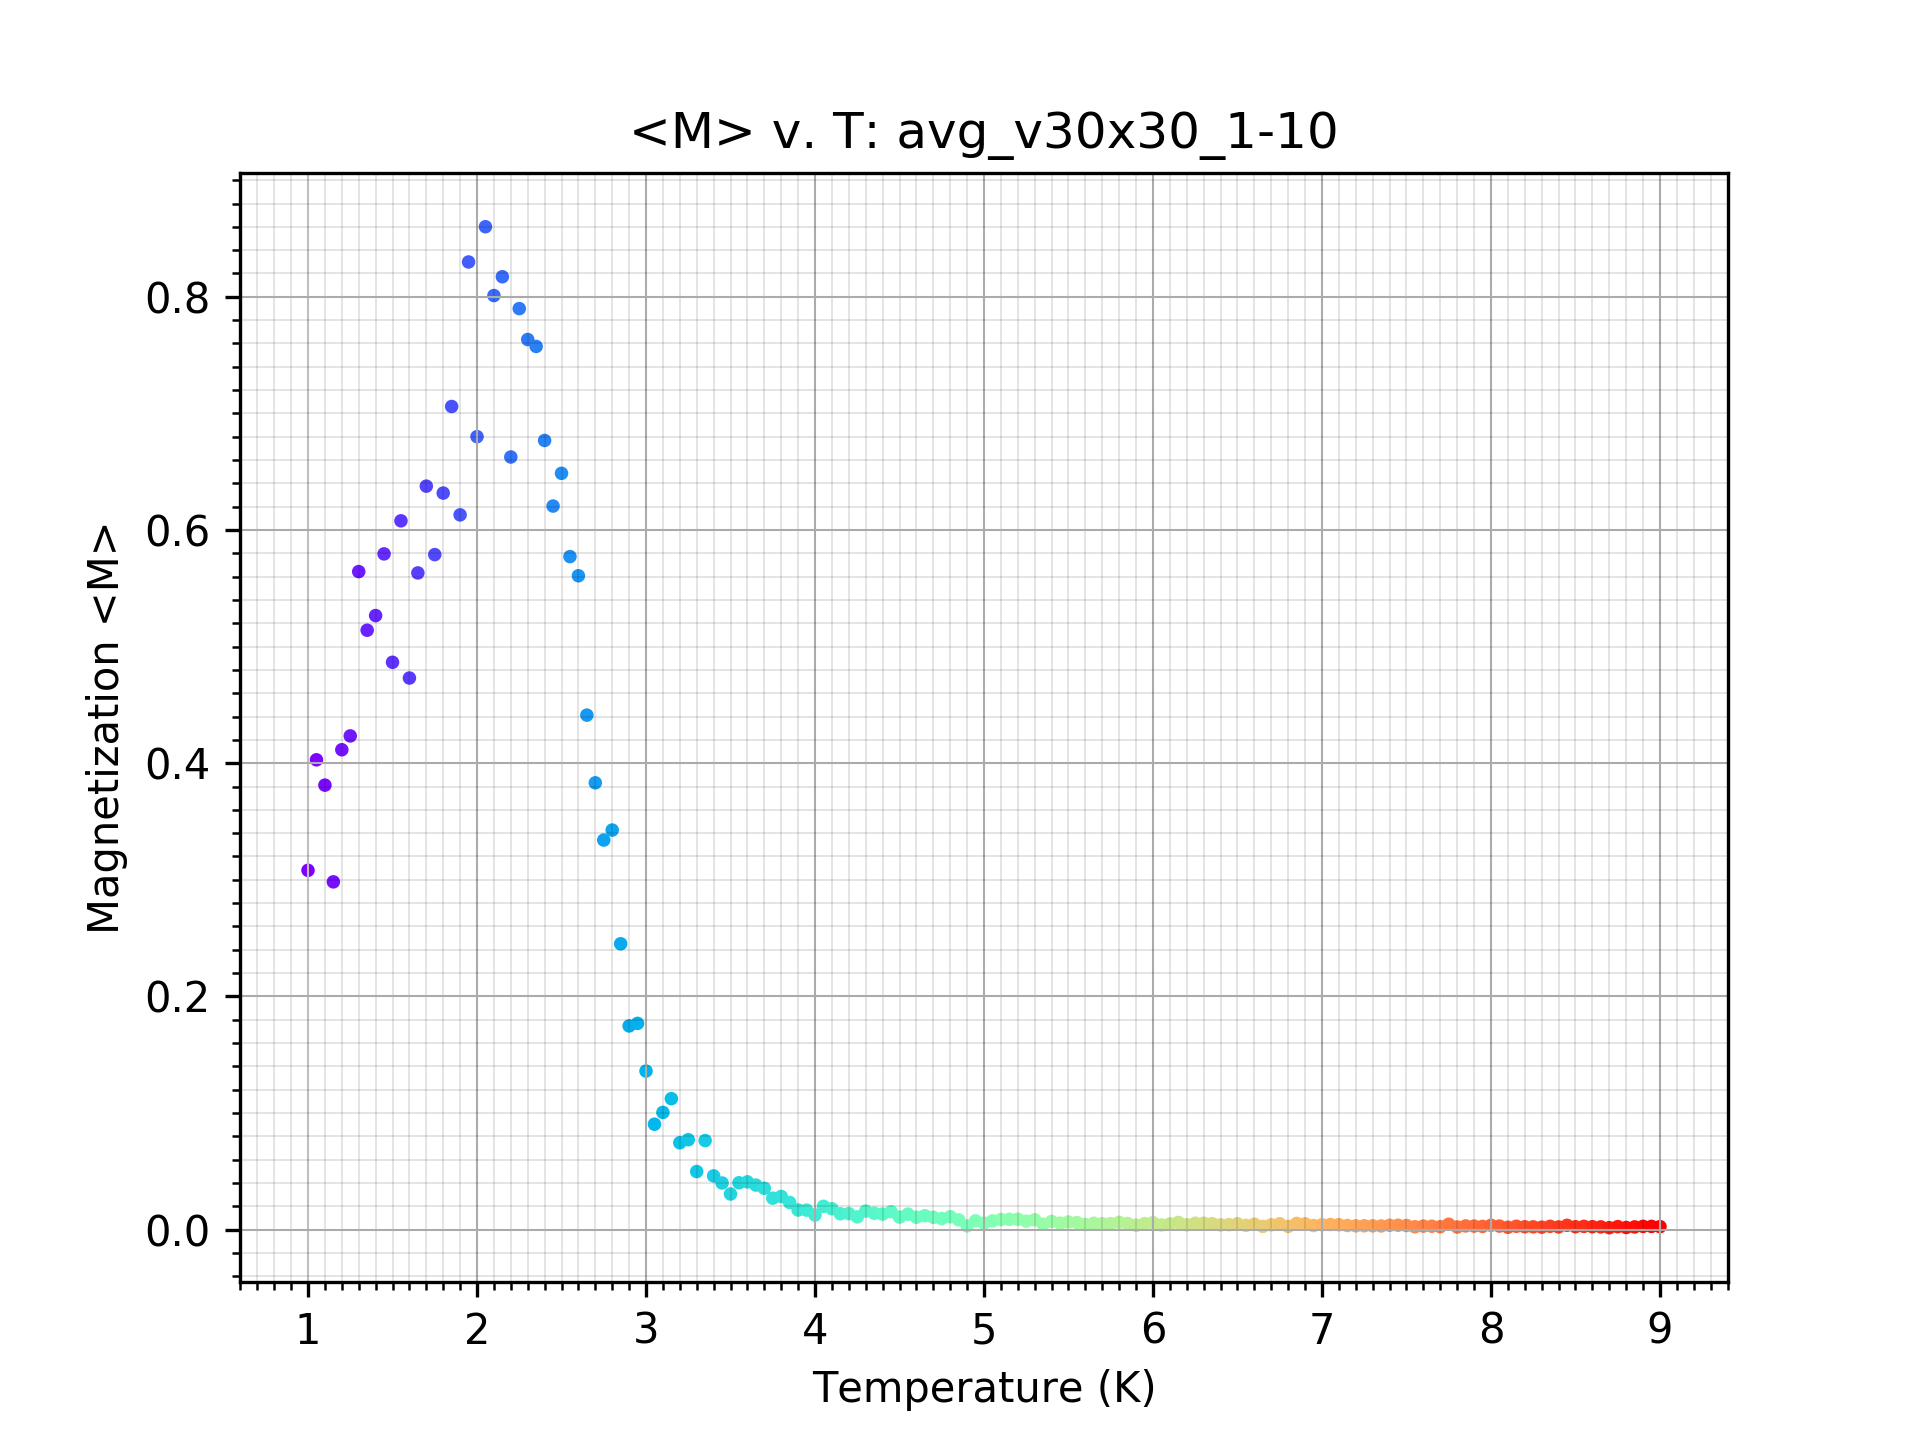 <M> v. T: avg_v30x30_1-10
Magnetization <M>
0.8
0.6
0.4
0.2
0.0
1 2 3 4 5 6 7 8 9
Temperature (K)